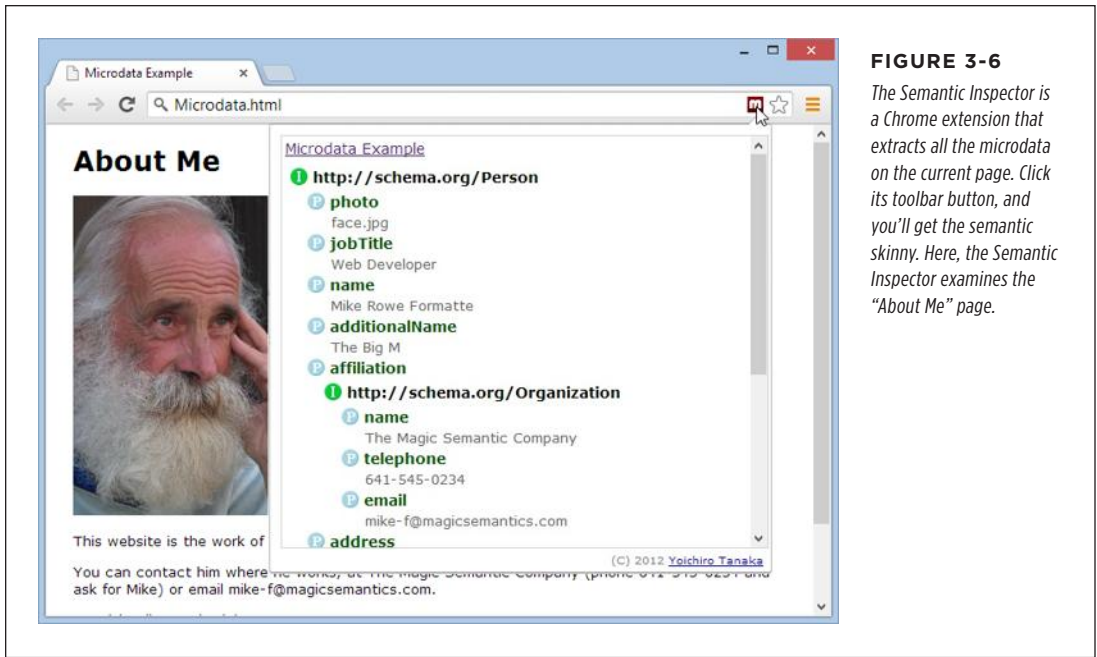 Microdata Example
Microdata.html
About Me
Microdata Example
http://schema.org/Person
photo
face.jpg
jobTitle
Web Developer
name
Mike Rowe Formatte
additionalName
The Big M
affiliation
http://schema.org/Organization
name
The Magic Semantic Company
telephone
641-545-0234
email
mike-f@magicsemantics.com
address
(C) 2012 Yoichiro Tanaka
This website is the work of
You can contact him where he works, at The Magic Semantic Company (phone 641-545-0234 and
ask for Mike) or email mike-f@magicsemantics.com.
FIGURE 3-6
The Semantic Inspector is
a Chrome extension that
extracts all the microdata
on the current page. Click
its toolbar button, and
you’ll get the semantic
skinny. Here, the Semantic
Inspector examines the
“About Me” page.